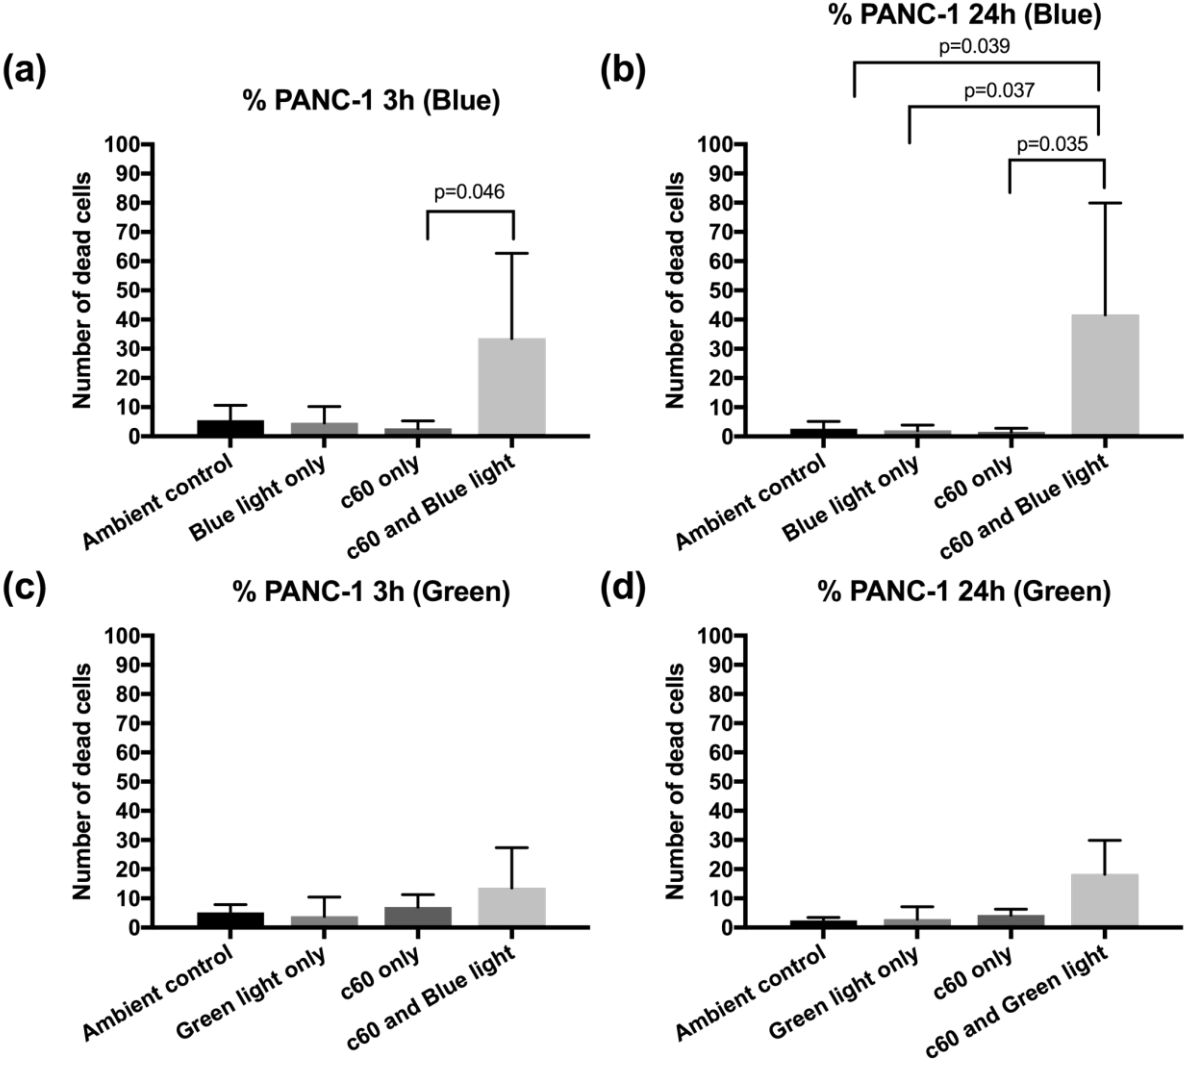 (a)
% PANC-1 3h (Blue)
p=0.046
Number of dead cells
100
90
80
70
60
50
40
30
20
10
0
Ambient control
Blue light only
c60 only
c60 and Blue light
(b)
% PANC-1 24h (Blue)
p=0.039
p=0.037
p=0.035
Number of dead cells
100
90
80
70
60
50
40
30
20
10
0
Ambient control
Blue light only
c60 only
c60 and Blue light
(c)
% PANC-1 3h (Green)
Number of dead cells
100
90
80
70
60
50
40
30
20
10
0
Ambient control
Green light only
c60 only
c60 and Blue light
(d)
% PANC-1 24h (Green)
Number of dead cells
100
90
80
70
60
50
40
30
20
10
0
Ambient control
Green light only
c60 only
c60 and Green light